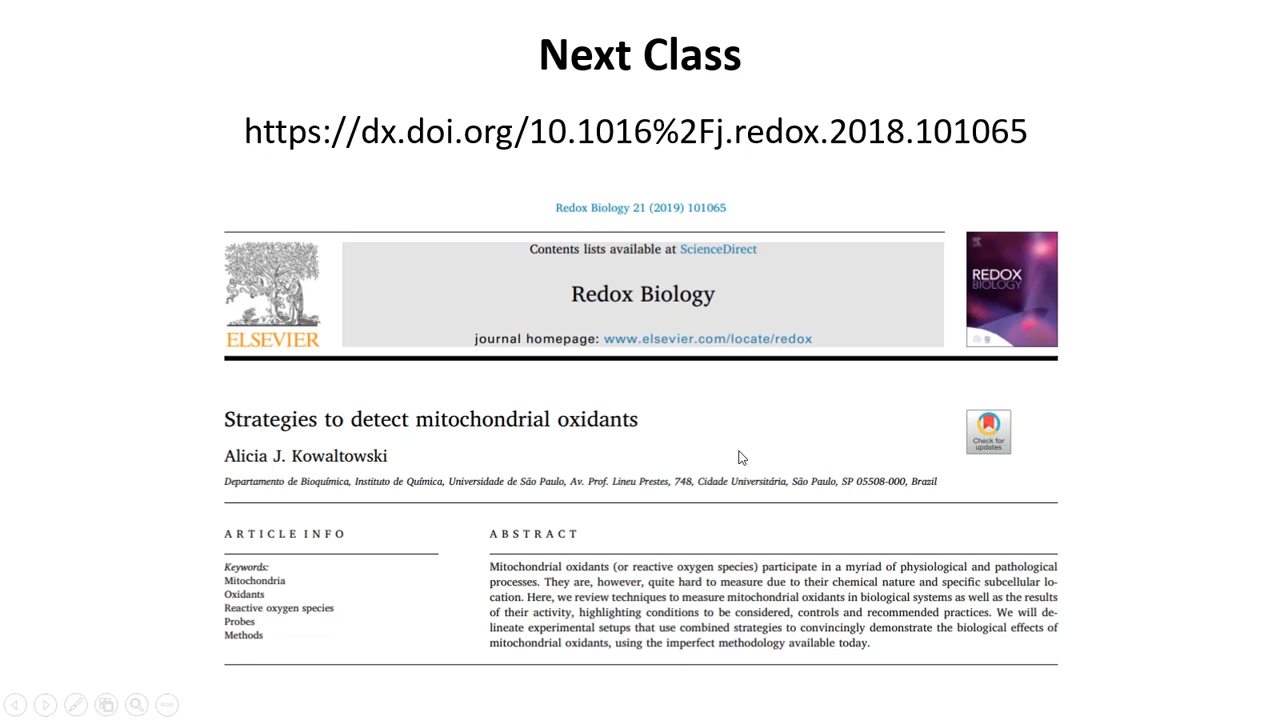 Next Class
https://dx.doi.org/10.1016%2Fj.redox.2018.101065
Redox Biology 21 (2019) 101065
Contents lists available at ScienceDirect
Redox Biology
journal homepage: www.elsevier.com/locate/redox
ELSEVIER
REDOX
BIOLOGY
Strategies to detect mitochondrial oxidants
Check for
updates
Alicia J. Kowaltowski
Departamento de Bioquímica, Instituto de Química, Universidade de São Paulo, Av. Prof. Lineu Prestes, 748, Cidade Universitária, São Paulo, SP 05508-000, Brazil
ARTICLE INFO
Keywords:
Mitochondria
Oxidants
Reactive oxygen species
Probes
Methods
ABSTRACT
Mitochondrial oxidants (or reactive oxygen species) participate in a myriad of physiological and pathological
processes. They are, however, quite hard to measure due to their chemical nature and specific subcellular lo-
cation. Here, we review techniques to measure mitochondrial oxidants in biological systems as well as the results
of their activity, highlighting conditions to be considered, controls and recommended practices. We will de-
lineate experimental setups that use combined strategies to convincingly demonstrate the biological effects of
mitochondrial oxidants, using the imperfect methodology available today.